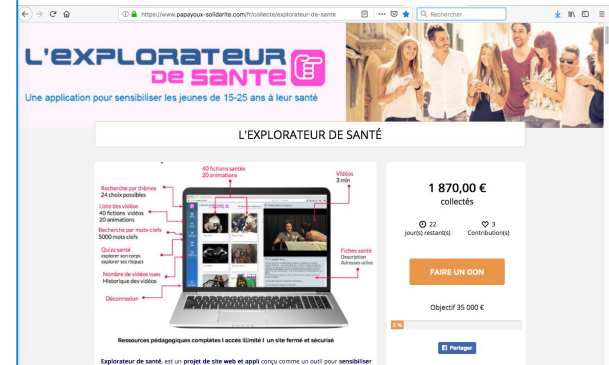 https://www.papayoux-solidarite.com/fr/collecte/explorateur-de-sante
Rechercher
L'EXPLORATEUR
DE SANTE
Une application pour sensibiliser les jeunes de 15-25 ans à leur santé
L'EXPLORATEUR DE SANTÉ
40 fictions santés
20 animations
Vidéos
3 min
Recherche par thèmes
24 choix possibles
Liste des vidéos
40 fictions vidéos
20 animations
Recherche par mots-clefs
5000 mots clefs
Quizz santé
explorer son corps
explorer ses risques
Nombre de vidéos vues
Historique des vidéos
Déconnexion
Fiches santé
Description
Adresses utiles
Ressources pédagogiques complètes I accès illimité I un site fermé et sécurisé
Explorateur de santé, est un projet de site web et appli conçu comme un outil pour sensibiliser
1 870,00 €
collectés
22
jour(s) restant(s)
3
Contribution(s)
FAIRE UN DON
Objectif 35 000 €
5 %
Partager